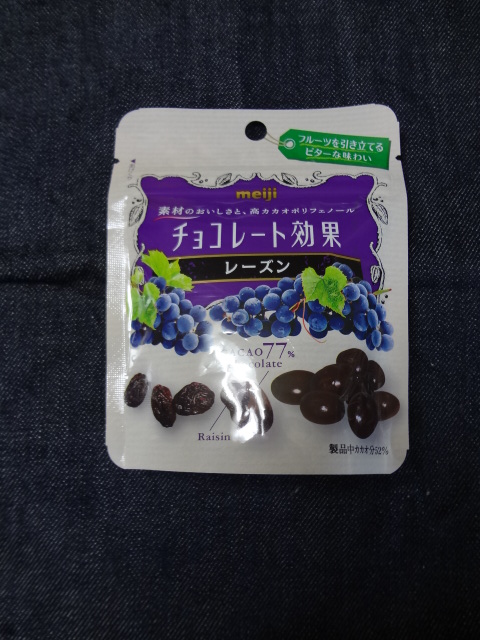 フルーツを引き立てる
ビターな味わい
meiji
素材のおいしさと、高カカオポリフェノール
チョコレート効果
レーズン
CACAO 77%
Raisin
製品中カカオ分52%